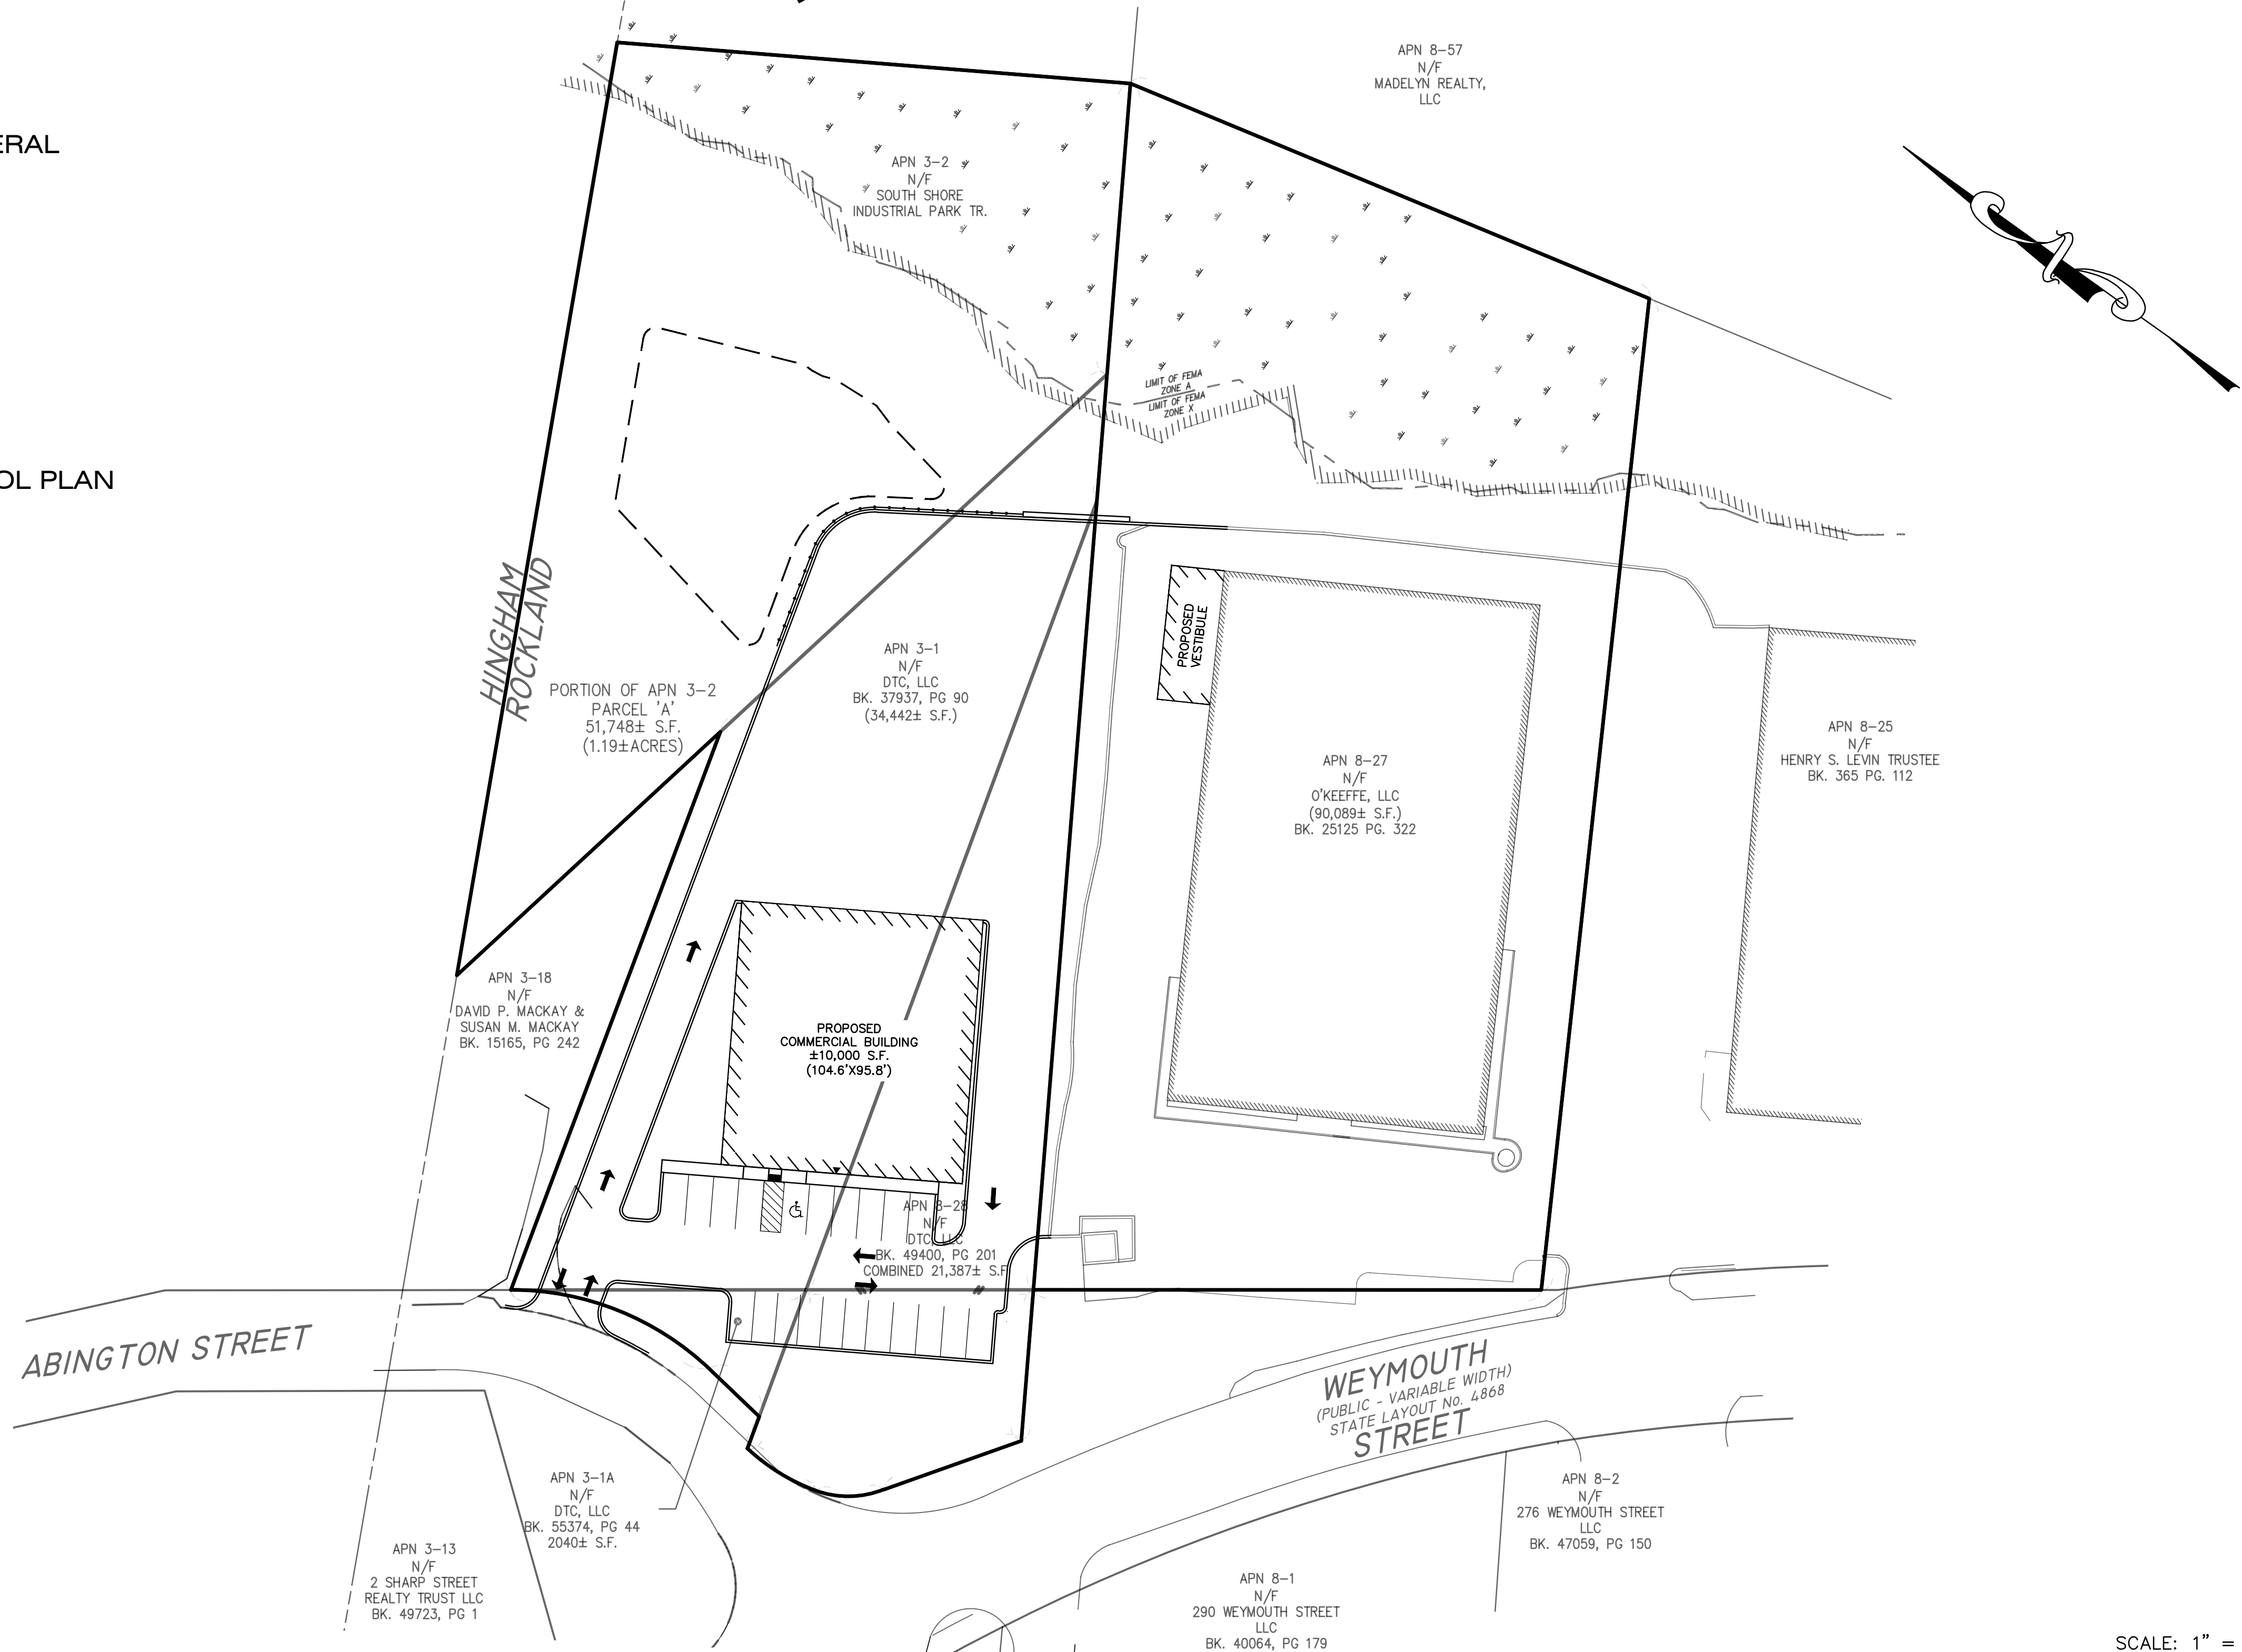 ERAL
OL PLAN
APN 8-57
N/F
MADELYN REALTY,
LLC
APN 3-2
N/F
SOUTH SHORE
INDUSTRIAL PARK TR.
LIMIT OF FEMA
ZONE A
LIMIT OF FEMA
ZONE X
HINGHAM
ROCKLAND
PORTION OF APN 3-2
PARCEL 'A'
51,748± S.F.
(1.19±ACRES)
APN 3-1
N/F
DTC, LLC
BK. 37937, PG 90
(34,442± S.F.)
PROPOSED
VESTIBULE
APN 8-27
N/F
O'KEEFFE, LLC
(90,089± S.F.)
BK. 25125 PG. 322
APN 8-25
N/F
HENRY S. LEVIN TRUSTEE
BK. 365 PG. 112
APN 3-18
N/F
DAVID P. MACKAY &
SUSAN M. MACKAY
BK. 15165, PG 242
PROPOSED
COMMERCIAL BUILDING
±10,000 S.F.
(104.6'X95.8')
APN 8-28
N/F
DTC, LLC
BK. 49400, PG 201
COMBINED 21,387± S.F.
ABINGTON STREET
WEYMOUTH
(PUBLIC - VARIABLE WIDTH)
STATE LAYOUT No. 4868
STREET
APN 3-1A
N/F
DTC, LLC
BK. 55374, PG 44
2040± S.F.
APN 3-13
N/F
2 SHARP STREET
REALTY TRUST LLC
BK. 49723, PG 1
APN 8-2
N/F
276 WEYMOUTH STREET
LLC
BK. 47059, PG 150
APN 8-1
N/F
290 WEYMOUTH STREET
LLC
BK. 40064, PG 179
SCALE: 1" =